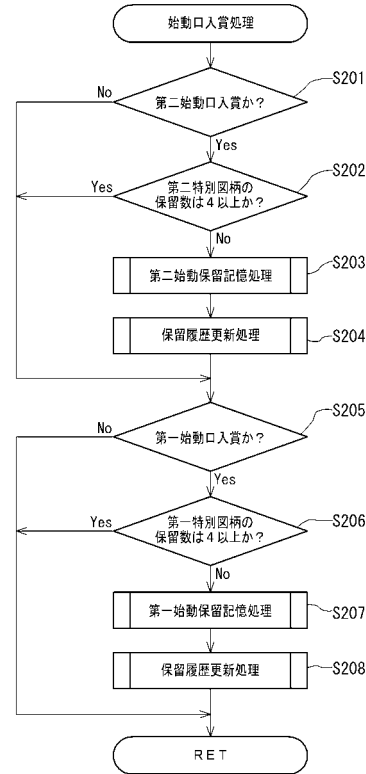 始動口入賞処理
S201
No
第二始動口入賞か?
Yes
S202
Yes
第二特別図柄の
保留数は4以上か?
No
S203
第二始動保留記憶処理
保留履歴更新処理
S204
S205
No
第一始動口入賞か?
Yes
S206
Yes
第一特別図柄の
保留数は4以上か?
No
第一始動保留記憶処理
S207
保留履歴更新処理
S208
RET